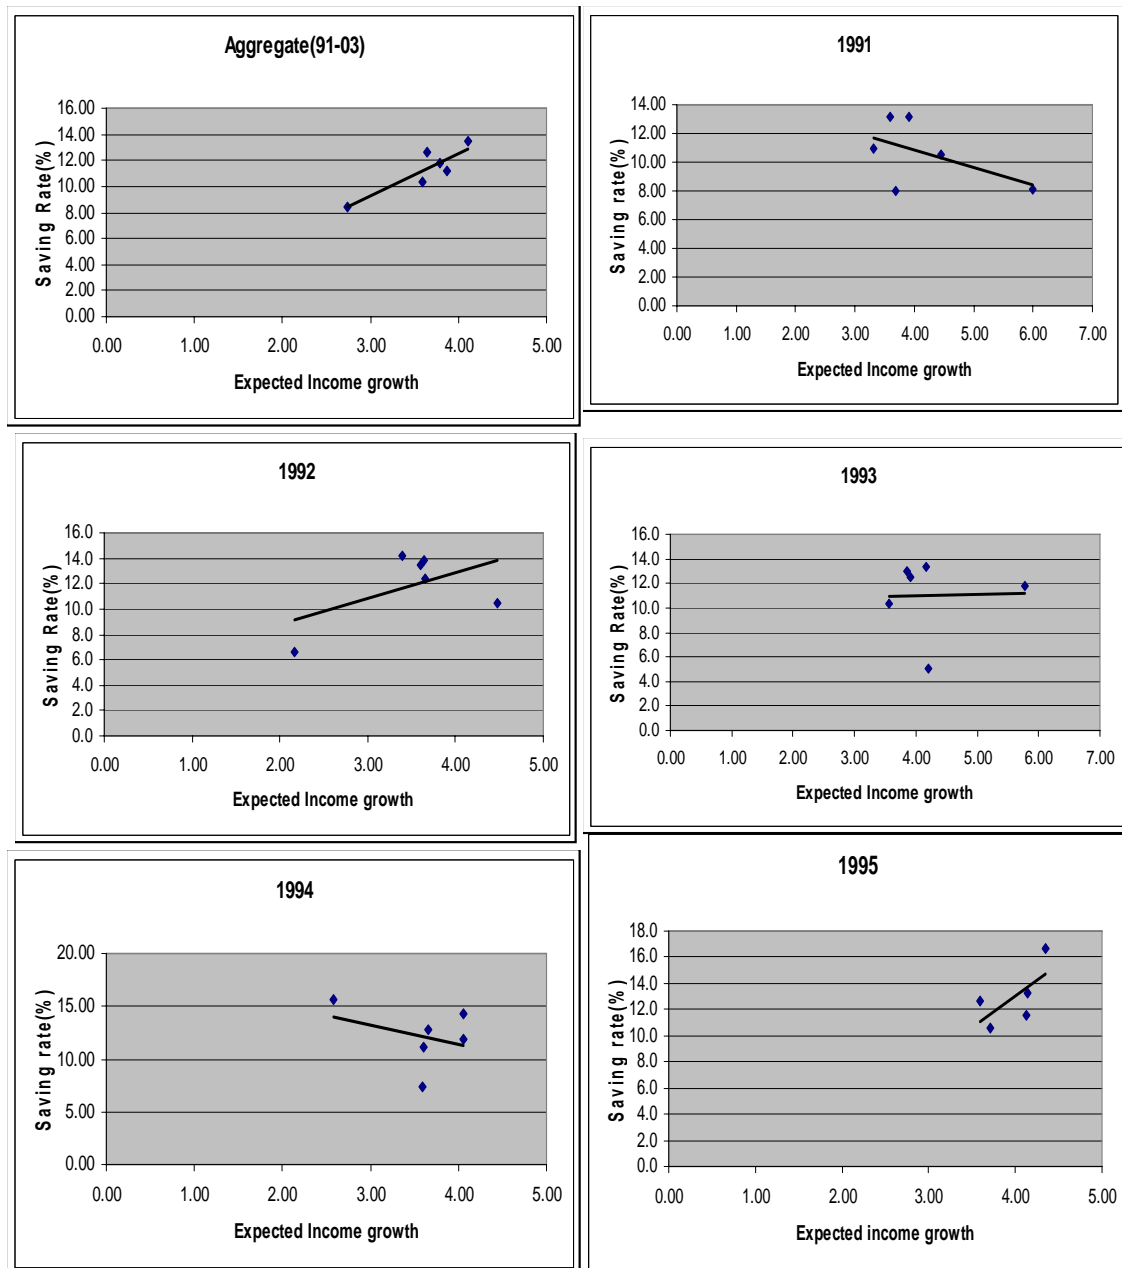 Aggregate(91-03)
Saving Rate(%)
16.00
14.00
12.00
10.00
8.00
6.00
4.00
2.00
0.00
0.00 1.00 2.00 3.00 4.00 5.00
Expected Income growth
1991
Saving rate(%)
14.00
12.00
10.00
8.00
6.00
4.00
2.00
0.00
0.00 1.00 2.00 3.00 4.00 5.00 6.00 7.00
Expected Income growth
1992
Saving Rate(%)
16.0
14.0
12.0
10.0
8.0
6.0
4.0
2.0
0.0
0.00 1.00 2.00 3.00 4.00 5.00
Expected Income growth
1993
Saving Rate(%)
16.0
14.0
12.0
10.0
8.0
6.0
4.0
2.0
0.0
0.00 1.00 2.00 3.00 4.00 5.00 6.00 7.00
Expected Income growth
1994
Saving rate(%)
20.00
15.00
10.00
5.00
0.00
0.00 1.00 2.00 3.00 4.00 5.00
Expected Income growth
1995
Saving rate(%)
18.0
16.0
14.0
12.0
10.0
8.0
6.0
4.0
2.0
0.0
0.00 1.00 2.00 3.00 4.00 5.00
Expected income growth